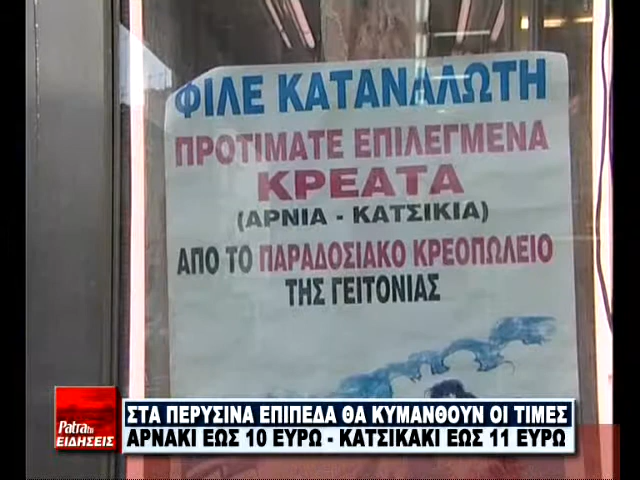 ΦΙΛΕ ΚΑΤΑΝΑΛΩΤΗ
ΠΡΟΤΙΜΑΤΕ ΕΠΙΛΕΓΜΕΝΑ
ΚΡΕΑΤΑ
(ΑΡΝΙΑ - ΚΑΤΣΙΚΙΑ)
ΑΠΟ ΤΟ ΠΑΡΑΔΟΣΙΑΚΟ ΚΡΕΟΠΩΛΕΙΟ
ΤΗΣ ΓΕΙΤΟΝΙΑΣ
Patra tv
ΕΙΔΗΣΕΙΣ
ΣΤΑ ΠΕΡΥΣΙΝΑ ΕΠΙΠΕΔΑ ΘΑ ΚΥΜΑΝΘΟΥΝ ΟΙ ΤΙΜΕΣ
ΑΡΝΑΚΙ ΕΩΣ 10 ΕΥΡΩ - ΚΑΤΣΙΚΑΚΙ ΕΩΣ 11 ΕΥΡΩ